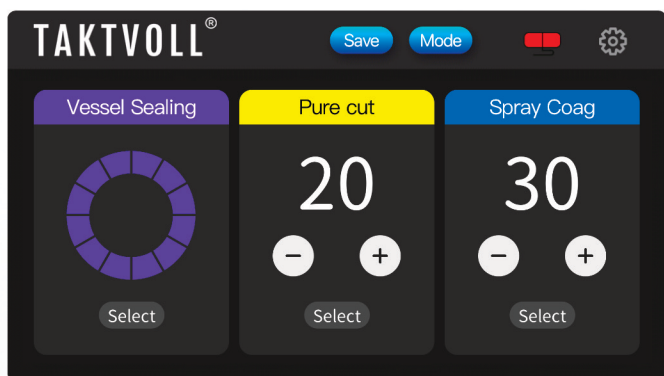 TAKTVOLL® Save Mode
Vessel Sealing Pure cut Spray Coag
20 30
− + − +
Select Select Select